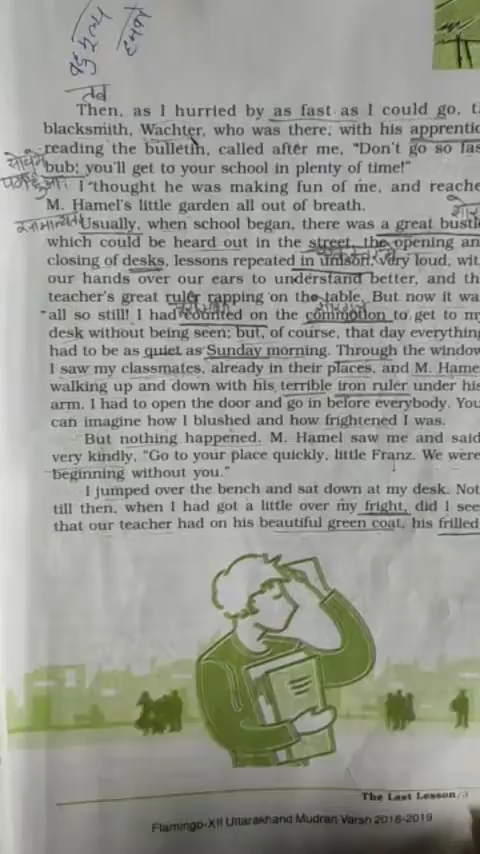 तब
Then, as I hurried by as fast as I could go, t
blacksmith, Wachter, who was there, with his apprentic
reading the bulletin, called after me, "Don't go so fas
bub; you'll get to your school in plenty of time!"
I thought he was making fun of me, and reache
M. Hamel's little garden all out of breath.
शोर
Usually, when school began, there was a great bustle
which could be heard out in the street, the opening an
closing of desks, lessons repeated in unison, very loud, wit
our hands over our ears to understand better, and th
teacher's great ruler rapping on the table. But now it wa
all so still! I had counted on the commotion to get to my
desk without being seen; but, of course, that day everything
had to be as quiet as Sunday morning. Through the window
I saw my classmates, already in their places, and M. Hame
walking up and down with his terrible iron ruler under his
arm. I had to open the door and go in before everybody. You
can imagine how I blushed and how frightened I was.
But nothing happened. M. Hamel saw me and said
very kindly, "Go to your place quickly, little Franz. We were
beginning without you."
I jumped over the bench and sat down at my desk. Not
till then, when I had got a little over my fright, did I see
that our teacher had on his beautiful green coat, his frilled
The Last Lesson/3
Flamingo-XII Uttarakhand Mudran Varsh 2018-2019